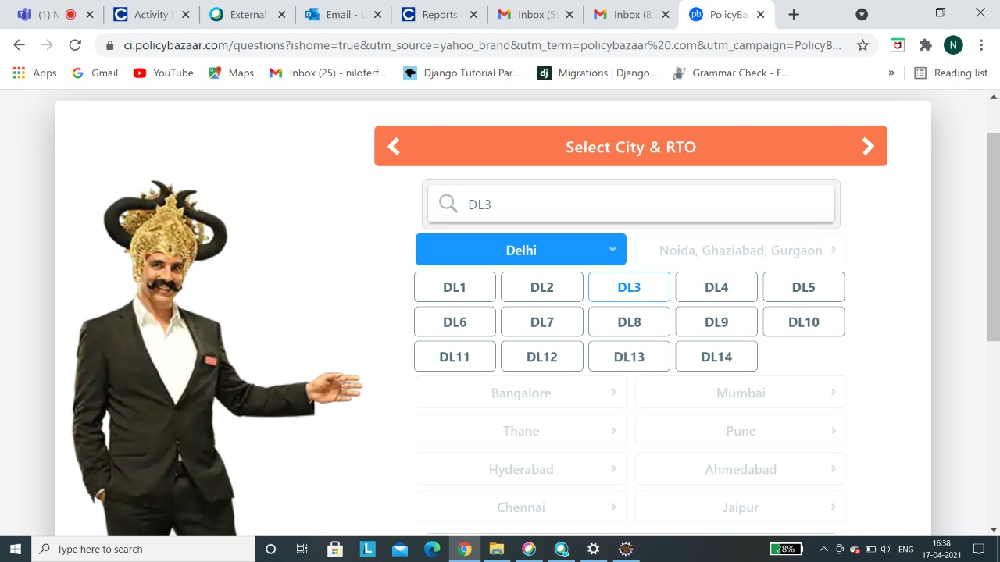 (1) M
Activity
External
Email - L
Reports
Inbox (5
Inbox (
PolicyBa
ci.policybazaar.com/questions?ishome=true&utm_source=yahoo_brand&utm_term=policybazaar%20.com&utm_campaign=PolicyB...
N
Apps
Gmail
YouTube
Maps
Inbox (25) - nilormf...
Django Tutorial Par...
dj Migrations | Django...
Grammar Check - F...
»
Reading list
Select City & RTO
DL3
Delhi
Noida, Ghaziabad, Gurgaon
DL1 DL2 DL3 DL4 DL5
DL6 DL7 DL8 DL9 DL10
DL11 DL12 DL13 DL14
Bangalore Mumbai
Thane Pune
Hyderabad Ahmedabad
Chennai Jaipur
Type here to search
28%
ENG
16:38
17-04-2021